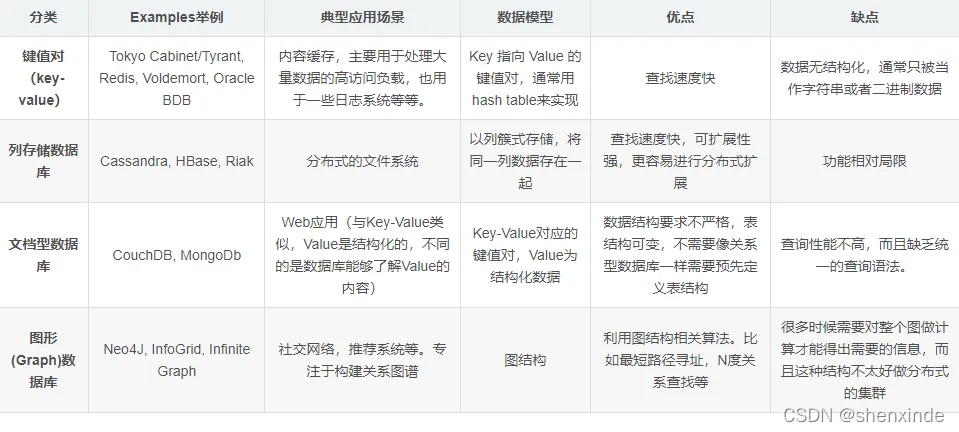 分类
Examples举例
典型应用场景
数据模型
优点
缺点
键值对
（key-
value）
Tokyo Cabinet/Tyrant,
Redis, Voldemort, Oracle
BDB
内容缓存，主要用于处理大
量数据的高访问负载，也用
于一些日志系统等等。
Key 指向 Value 的
键值对，通常用
hash table来实现
查找速度快
数据无结构化，通常只被当
作字符串或者二进制数据
列存储数据
库
Cassandra, HBase, Riak
分布式的文件系统
以列簇式存储，将
同一列数据存在一
起
查找速度快，可扩展性
强，更容易进行分布式扩
展
功能相对局限
文档型数据
库
CouchDB, MongoDb
Web应用（与Key-Value类
似，Value是结构化的，不同
的是数据库能够了解Value的
内容）
Key-Value对应的
键值对，Value为
结构化数据
数据结构要求不严格，表
结构可变，不需要像关系
型数据库一样需要预先定
义表结构
查询性能不高，而且缺乏统
一的查询语法。
图形
(Graph)数
据库
Neo4J, InfoGrid, Infinite
Graph
社交网络，推荐系统等。专
注于构建关系图谱
图结构
利用图结构相关算法。比
如最短路径寻址，N度关
系查找等
很多时候需要对整个图做计
算才能得出需要的信息，而
且这种结构不太好做分布式
的集群
CSDN @shenxinde